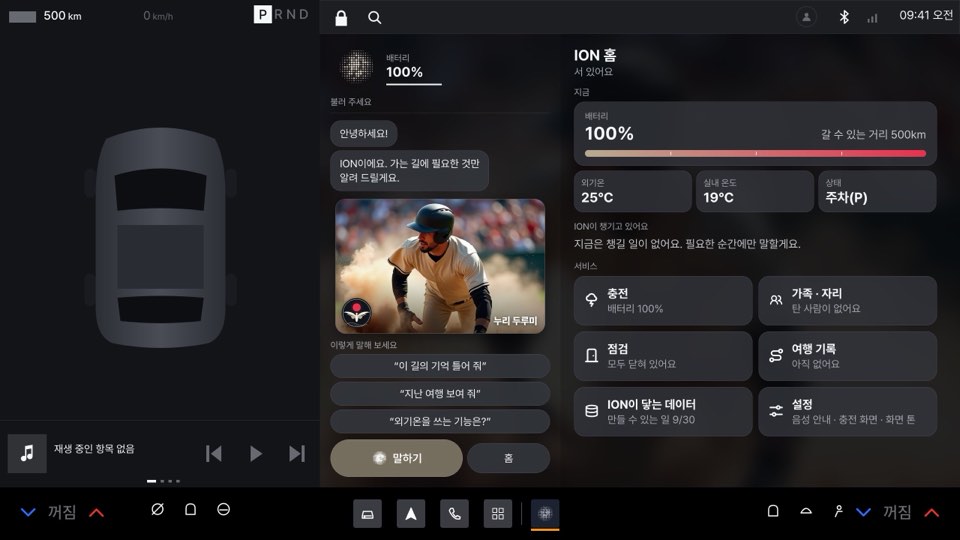 500 km
0 km/h
P R N D
09:41 오전
배터리
100%
불러 주세요
안녕하세요!
ION이에요. 가는 길에 필요한 것만
알려 드릴게요.
누리 두루미
이렇게 말해 보세요
“이 길의 기억 틀어 줘”
“지난 여행 보여 줘”
“외기온을 쓰는 기능은?”
말하기
홈
ION 홈
서 있어요
지금
배터리
100%
갈 수 있는 거리 500km
외기온
25°C
실내 온도
19°C
상태
주차(P)
ION이 챙기고 있어요
지금은 챙길 일이 없어요. 필요한 순간에만 말할게요.
서비스
충전
배터리 100%
가족 · 자리
탄 사람이 없어요
점검
모두 닫혀 있어요
여행 기록
아직 없어요
ION이 닿는 데이터
만들 수 있는 일 9/30
설정
음성 안내 · 충전 화면 · 화면 톤
재생 중인 항목 없음
꺼짐
꺼짐